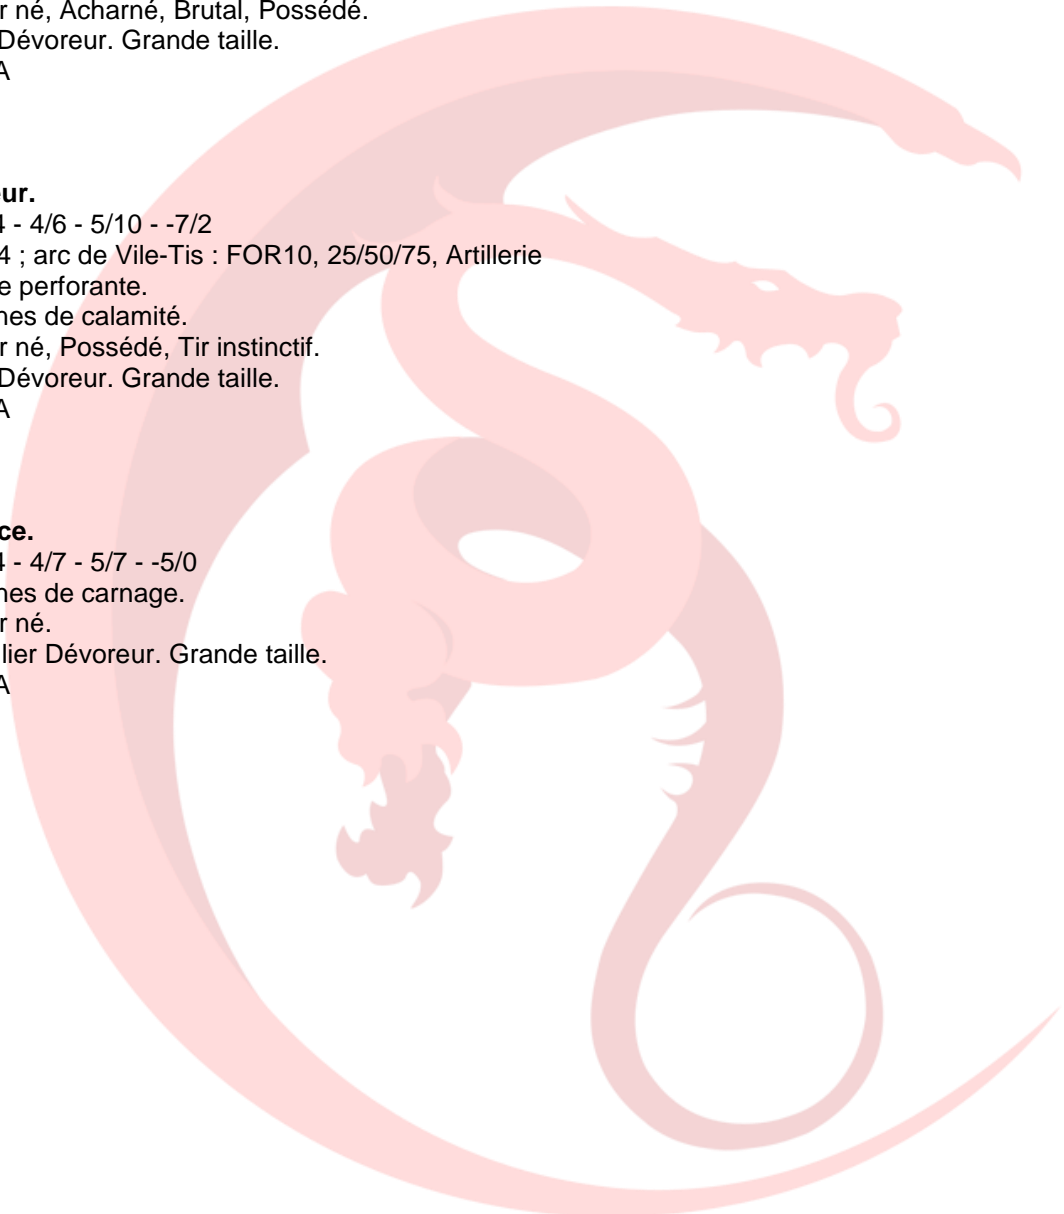 r né, Acharné, Brutal, Possédé.
Dévoreur. Grande taille.
A
eur.
4 - 4/6 - 5/10 - -7/2
4 ; arc de Vile-Tis : FOR10, 25/50/75, Artillerie
e perforante.
nes de calamité.
r né, Possédé, Tir instinctif.
Dévoreur. Grande taille.
A
ce.
4 - 4/7 - 5/7 - -5/0
nes de carnage.
r né.
lier Dévoreur. Grande taille.
A